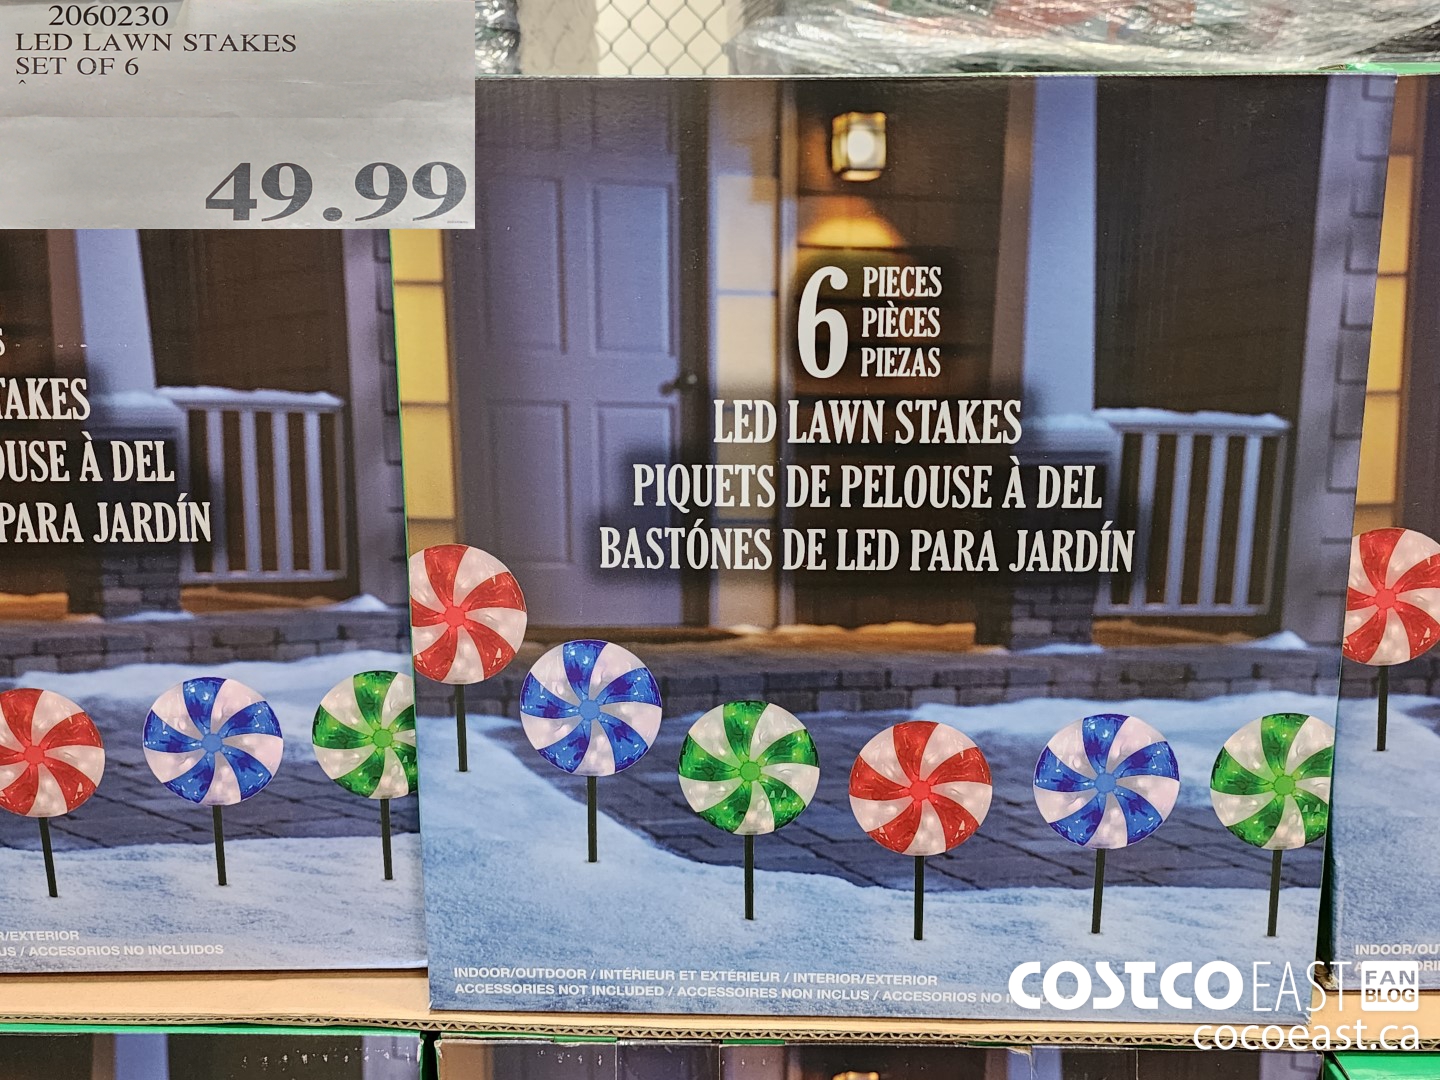 2060230
LED LAWN STAKES
SET OF 6
49.99
6 PIECES
PIÈCES
PIEZAS
LED LAWN STAKES
PIQUETS DE PELOUSE À DEL
BASTÓNES DE LED PARA JARDÍN
INDOOR/OUTDOOR / INTÉRIEUR ET EXTÉRIEUR / INTERIOR/EXTERIOR
ACCESSORIES NOT INCLUDED / ACCESSOIRES NON INCLUS / ACCESORIOS NO
TAKES
OUSE À DEL
PARA JARDÍN
R/EXTERIOR
US / ACCESORIOS NO INCLUIDOS
INDOOR/OU
COSTCO EAST FAN BLOG
cocoeast.ca